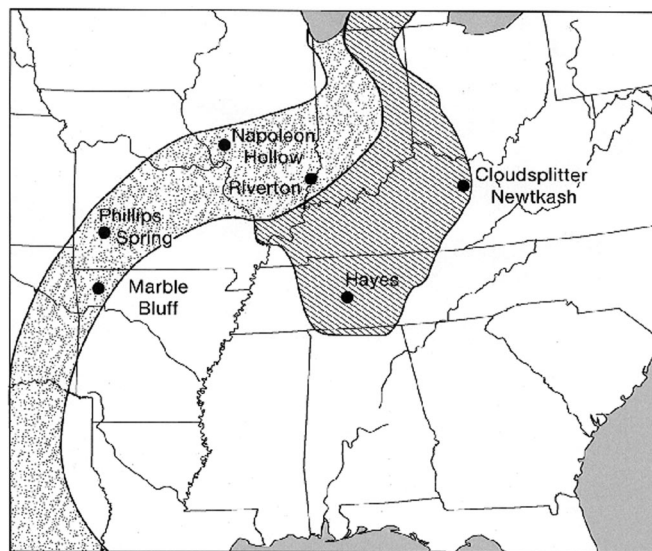 Napoleon
Hollow
Riverton
Cloudsplitter
Newtkash
Phillips
Spring
Marble
Bluff
Hayes